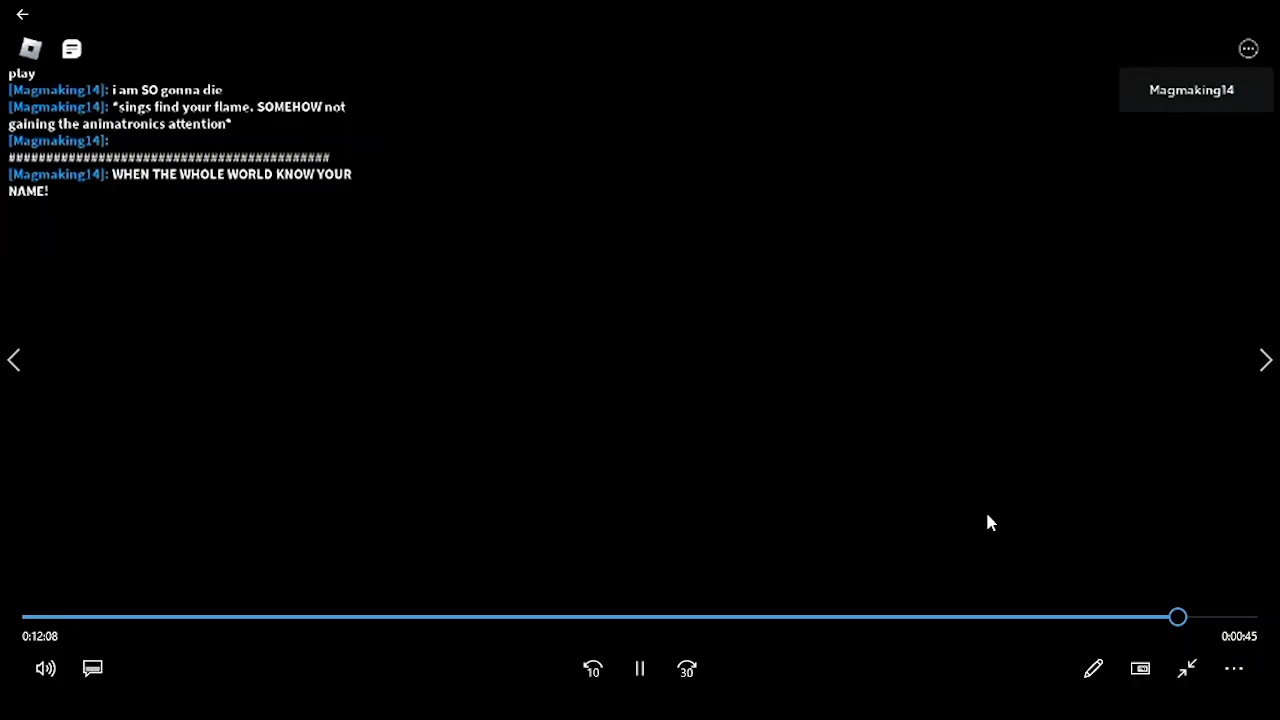 play
[Magmaking14]: i am SO gonna die
[Magmaking14]: *sings find your flame. SOMEHOW not
gaining the animatronics attention*
[Magmaking14]:
###########################################
[Magmaking14]: WHEN THE WHOLE WORLD KNOW YOUR
NAME!
Magmaking14
0:12:08
0:00:45
10
30